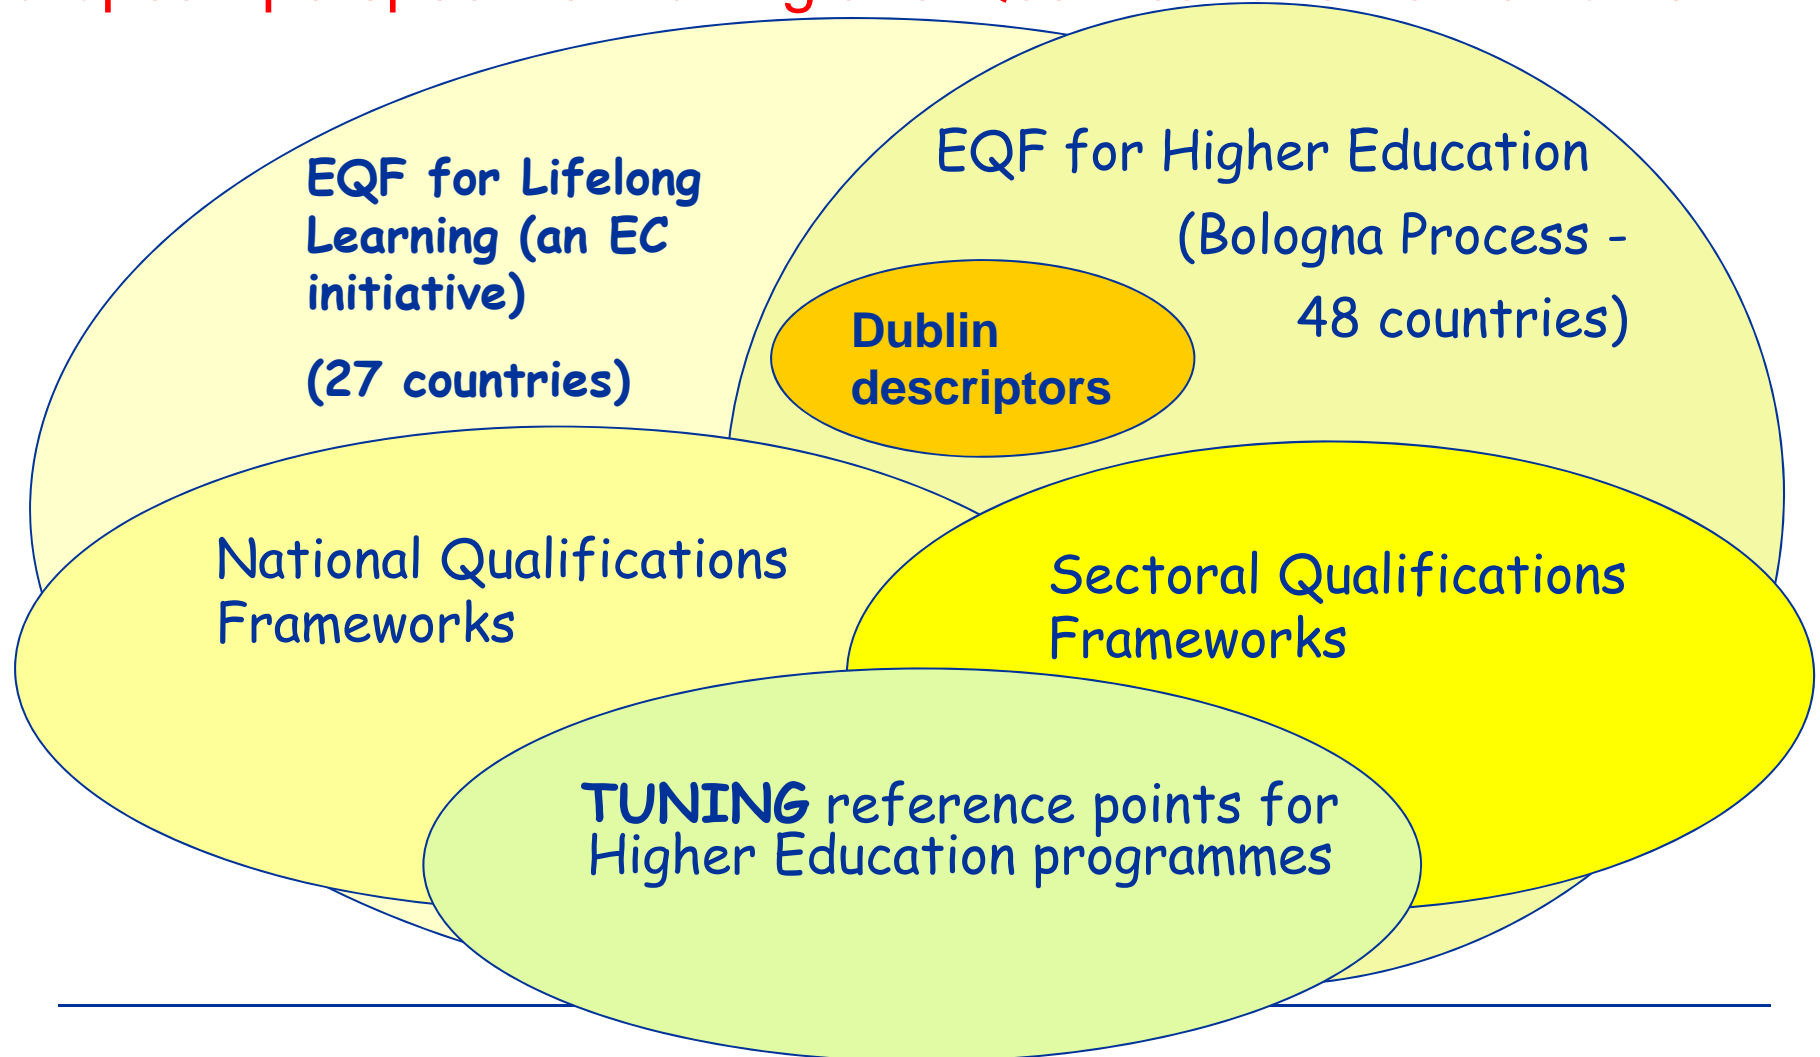 EQF for Lifelong
Learning (an EC
initiative)
(27 countries)
EQF for Higher Education
(Bologna Process -
48 countries)
Dublin
descriptors
National Qualifications
Frameworks
Sectoral Qualifications
Frameworks
TUNING reference points for
Higher Education programmes